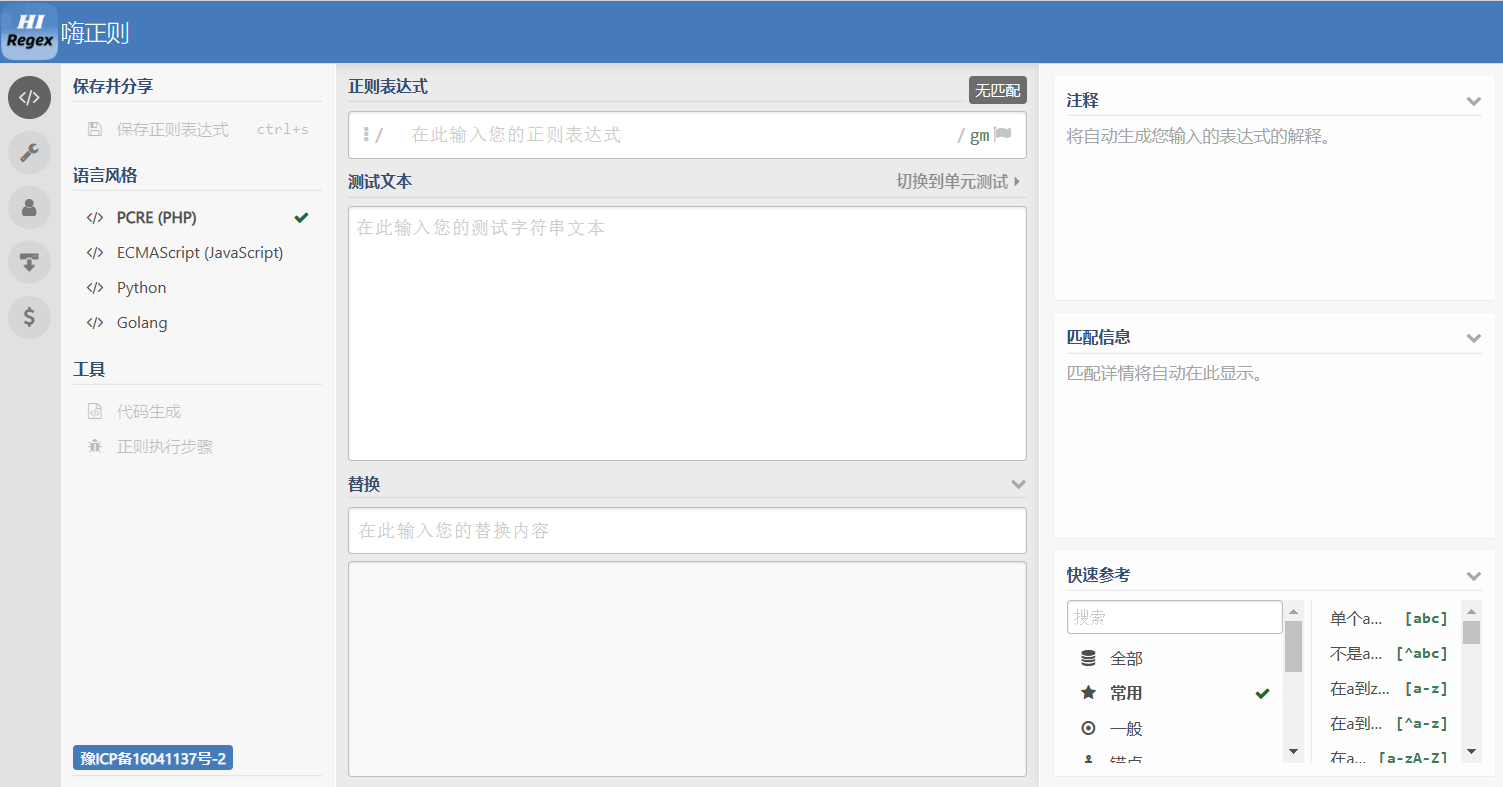 HI
Regex
嗨正则
保存并分享
保存正则表达式 ctrl+s
语言风格
</> PCRE (PHP)
</> ECMAScript (JavaScript)
</> Python
</> Golang
工具
代码生成
正则执行步骤
豫ICP备16041137号-2
正则表达式
无匹配
/ 在此输入您的正则表达式 / gm
测试文本
切换到单元测试
在此输入您的测试字符串文本
替换
在此输入您的替换内容
注释
将自动生成您输入的表达式的解释。
匹配信息
匹配详情将自动在此显示。
快速参考
搜索
全部
常用
一般
锚点
单个a... [abc]
不是a... [^abc]
在a到z... [a-z]
在a到... [^a-z]
在a... [a-zA-Z]